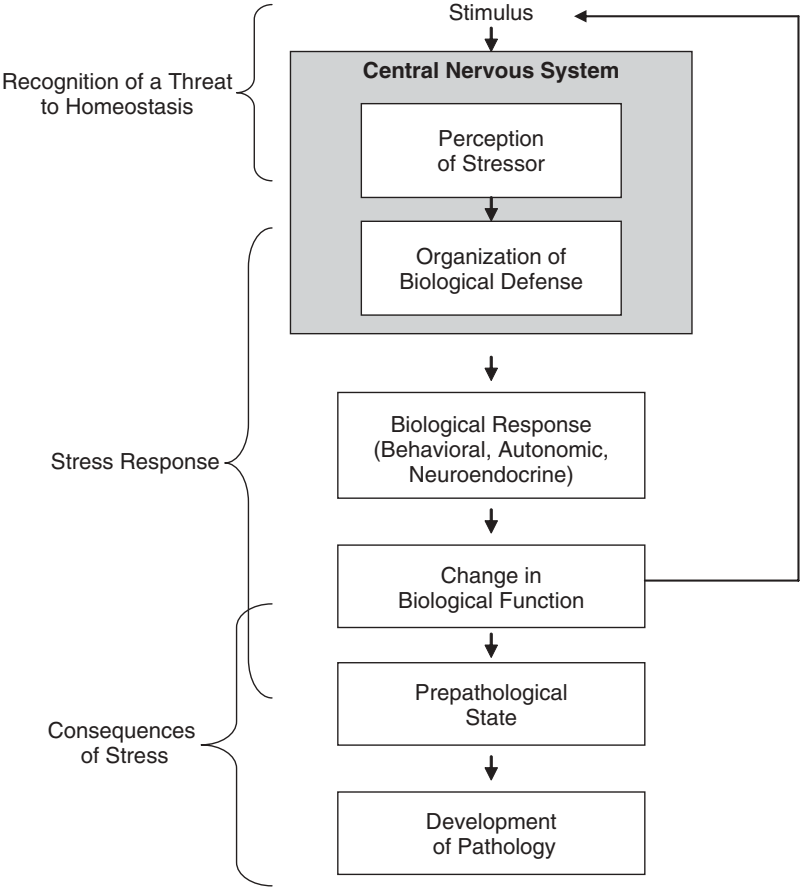 Stimulus
Recognition of a Threat
to Homeostasis
Central Nervous System
Perception
of Stressor
Organization of
Biological Defense
Stress Response
Biological Response
(Behavioral, Autonomic,
Neuroendocrine)
Change in
Biological Function
Consequences
of Stress
Prepathological
State
Development
of Pathology